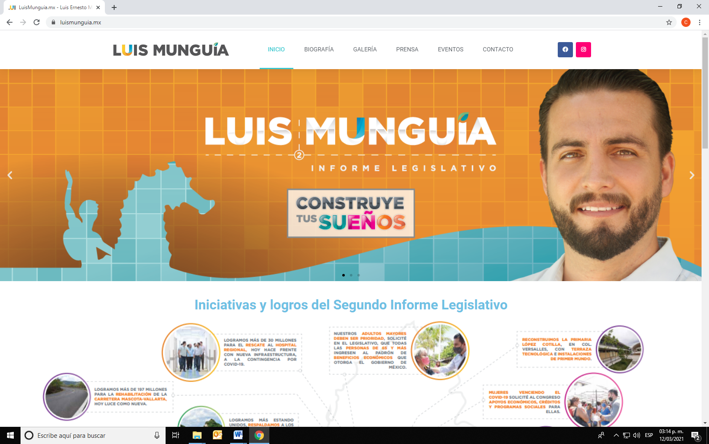 LuisMunguia.mx - Luis Ernesto M
luismunguia.mx
LUIS MUNGUÍA
INICIO
BIOGRAFÍA
GALERÍA
PRENSA
EVENTOS
CONTACTO
LUIS MUNGUÍA
2
INFORME LEGISLATIVO
CONSTRUYE
TUS SUEÑOS
Iniciativas y logros del Segundo Informe Legislativo
LOGRAMOS MÁS DE 20 MILLONES
PARA EL RESCATE AL HOSPITAL
REGIONAL, HOY HACE FRENTE
CON NUEVA INFRAESTRUCTURA,
A LA CONTINGENCIA POR
COVID-19.
NUESTROS ADULTOS MAYORES
DEBEN SER PRIORIDAD, SOLICITÉ
EN EL LEGISLATIVO, QUE TODAS
LAS PERSONAS DE 65 Y MÁS
INGRESEN AL PADRÓN DE
BENEFICIOS ECONÓMICOS QUE
OTORGA EL GOBIERNO DE
MÉXICO.
RECONSTRUIMOS LA PRIMARIA
LÓPEZ COTILLA, EN COL.
VERSALLES, CON TERRAZA
TECNOLÓGICA E INSTALACIONES
DE PRIMER MUNDO.
LOGRAMOS MÁS DE 107 MILLONES
PARA LA REHABILITACIÓN DE LA
CARRETERA MASCOTA-VALLARTA,
HOY LUCE COMO NUEVA.
MUJERES VENCIENDO EL
COVID-19 SOLICITÉ AL CONGRESO
APOYOS ECONÓMICOS, CRÉDITOS
Y PROGRAMAS SOCIALES PARA
ELLAS.
LOGRAMOS MÁS ESTANDO
UNIDOS, RESPALDAMOS A LOS
Escribe aquí para buscar
ESP
03:14 p. m.
12/03/2021